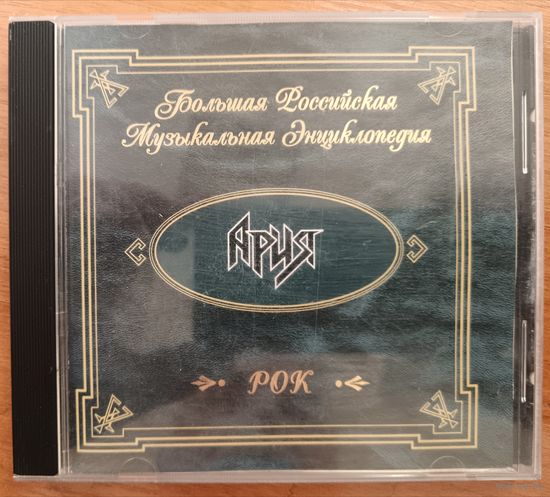 Большая Российская
Музыкальная Энциклопедия
Ария
РОК